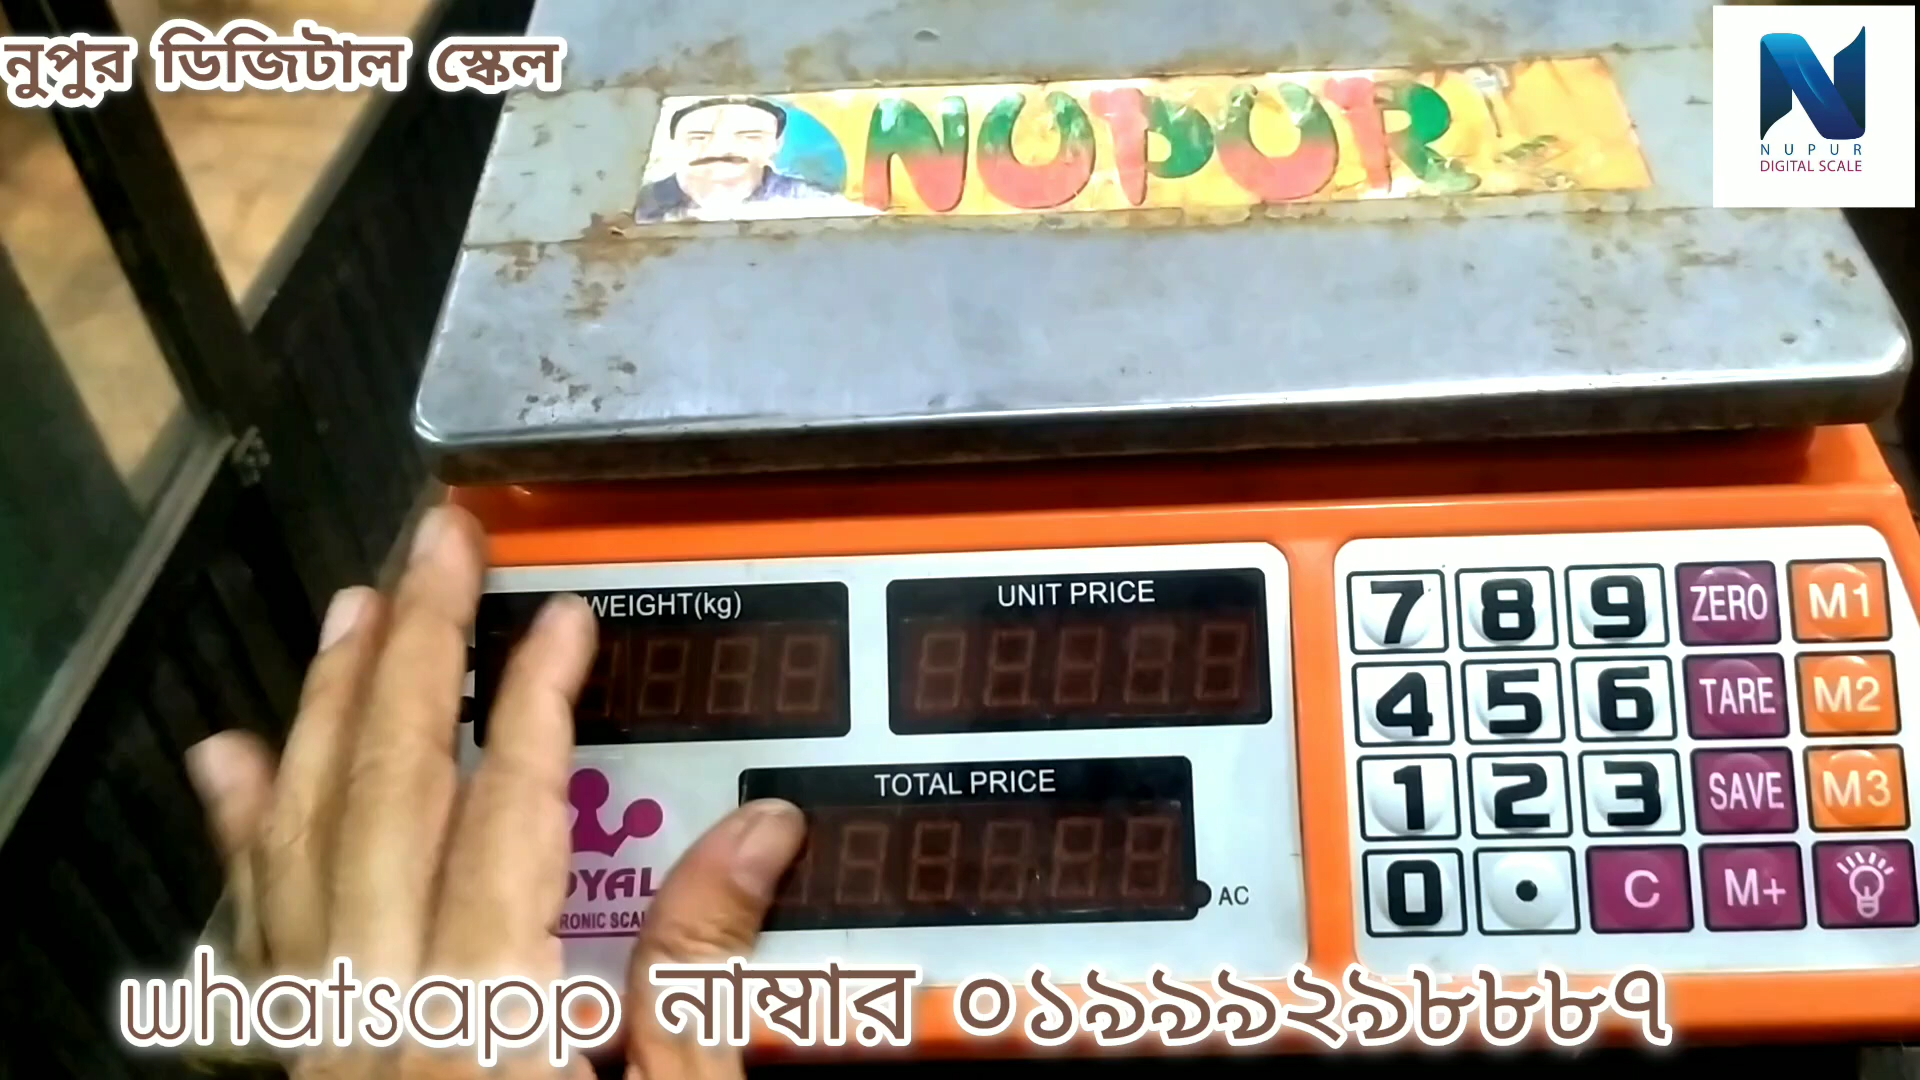 নুপুর ডিজিটাল স্কেল
NUPUR
N U P U R
DIGITAL SCALE
WEIGHT(kg)
UNIT PRICE
TOTAL PRICE
AC
7 8 9 ZERO M1
4 5 6 TARE M2
1 2 3 SAVE M3
0 . C M+
whatsapp নাম্বার ০১৯৯৯২৯৮৮৮৭